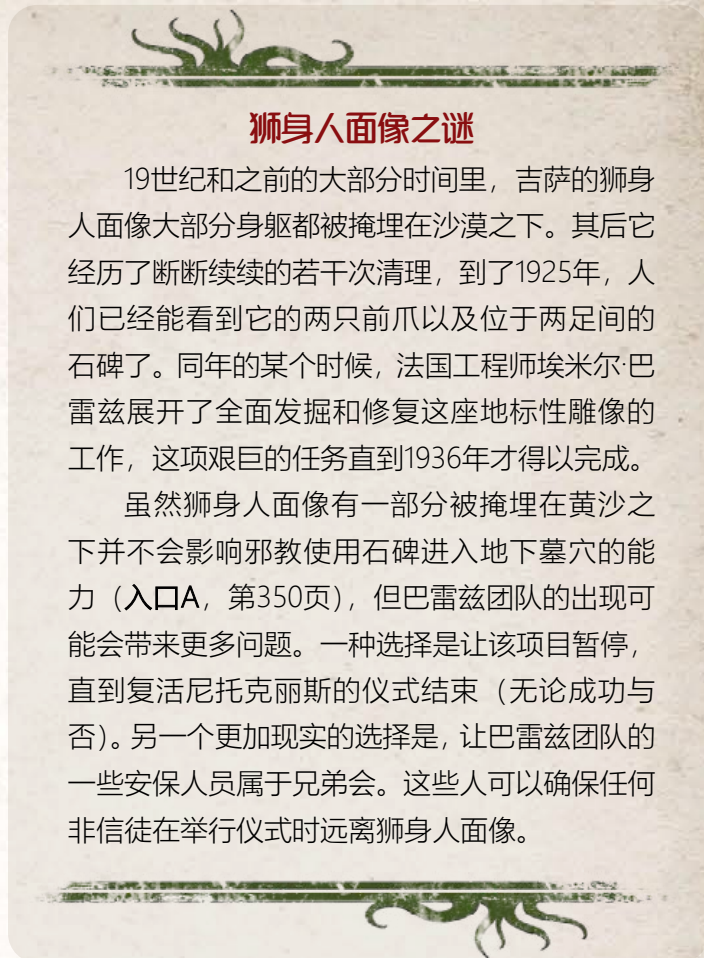 狮身人面像之谜
19世纪和之前的大部分时间里，吉萨的狮身
人面像大部分身躯都被掩埋在沙漠之下。其后它
经历了断断续续的若干次清理，到了1925年，人
们已经能看到它的两只前爪以及位于两足间的
石碑了。同年的某个时候，法国工程师埃米尔·巴
雷兹展开了全面发掘和修复这座地标性雕像的
工作，这项艰巨的任务直到1936年才得以完成。
虽然狮身人面像有一部分被掩埋在黄沙之
下并不会影响邪教使用石碑进入地下墓穴的能
力（入口A，第350页），但巴雷兹团队的出现可
能会带来更多问题。一种选择是让该项目暂停，
直到复活尼托克丽斯的仪式结束（无论成功与
否）。另一个更加现实的选择是，让巴雷兹团队的
一些安保人员属于兄弟会。这些人可以确保任何
非信徒在举行仪式时远离狮身人面像。